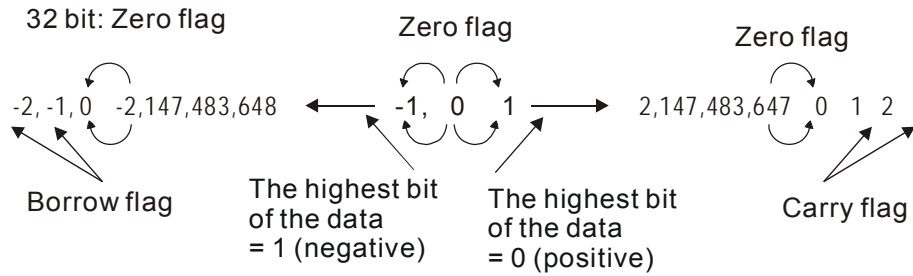 32 bit: Zero flag
Zero flag
Zero flag
-2, -1, 0 -2,147,483,648
-1, 0 1
2,147,483,647 0 1 2
Borrow flag
The highest bit
of the data
= 1 (negative)
The highest bit
of the data
= 0 (positive)
Carry flag